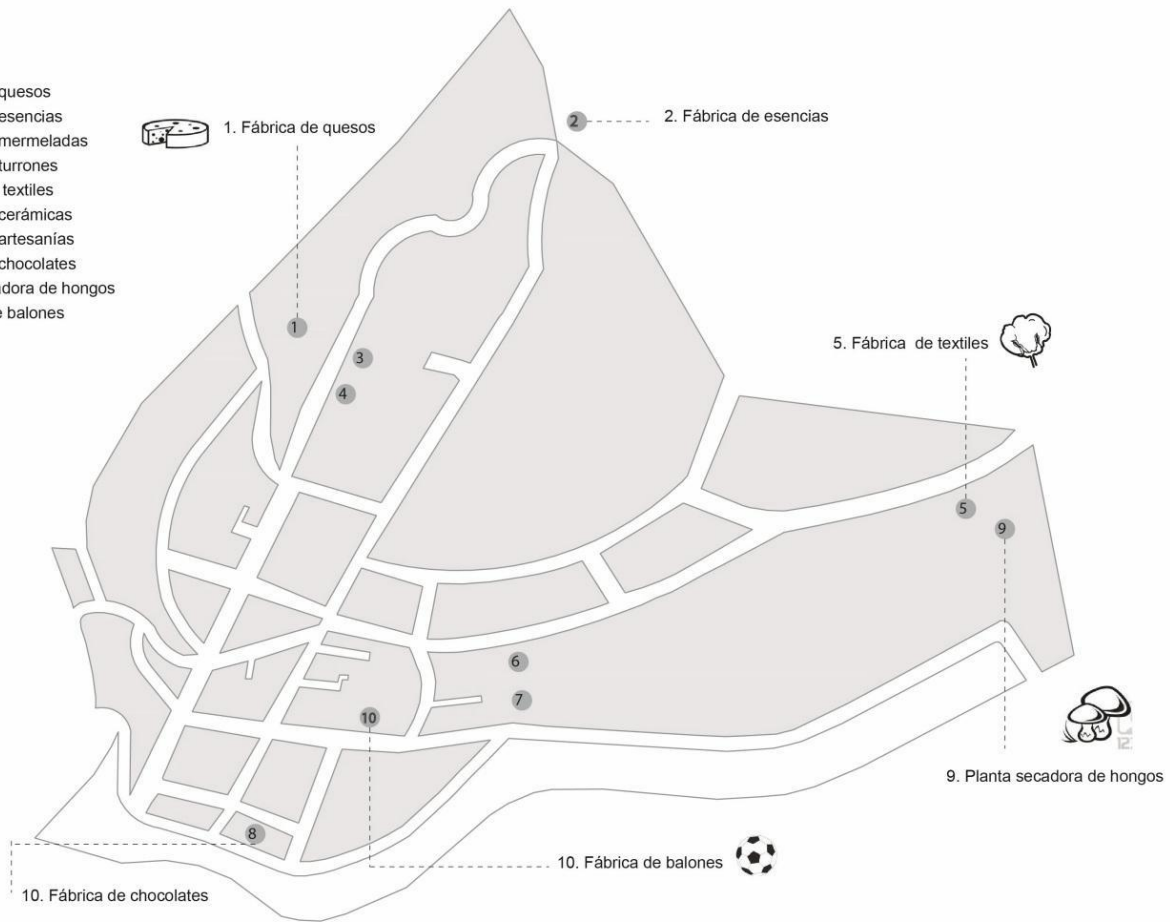 quesos
esencias
mermeladas
turrones
textiles
cerámicas
artesanías
chocolates
adora de hongos
e balones
1. Fábrica de quesos
2
2. Fábrica de esencias
1
3
4
5. Fábrica de textiles
5
9
6
7
10
8
9. Planta secadora de hongos
10. Fábrica de balones
10. Fábrica de chocolates